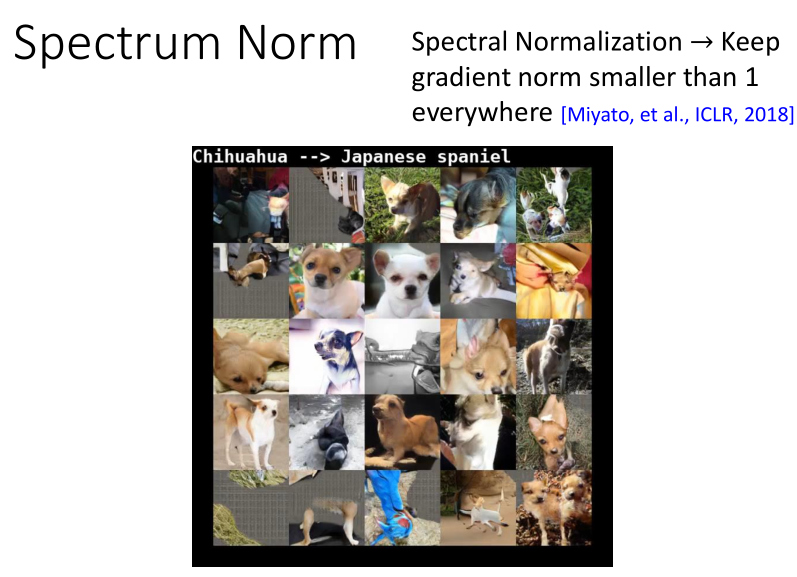 Spectrum Norm
Spectral Normalization → Keep
gradient norm smaller than 1
everywhere [Miyato, et al., ICLR, 2018]
Chihuahua --> Japanese spaniel